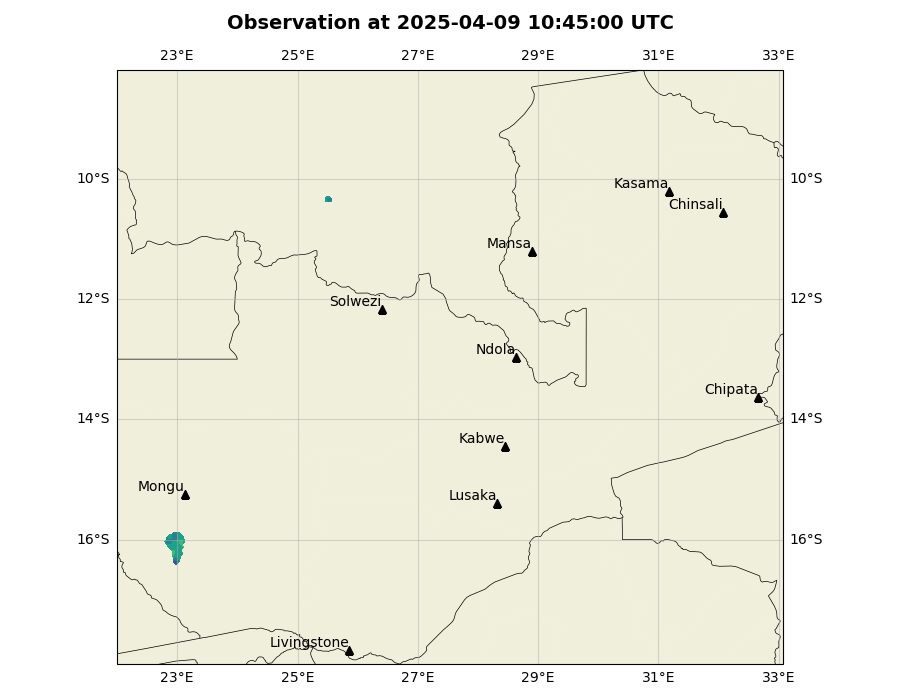 Observation at 2025-04-09 10:45:00 UTC
23°E 25°E 27°E 29°E 31°E 33°E
10°S 10°S
Kasama
Chinsali
Mansa
12°S 12°S
Solwezi
Ndola
Chipata
14°S 14°S
Kabwe
Mongu
Lusaka
16°S 16°S
Livingstone
23°E 25°E 27°E 29°E 31°E 33°E